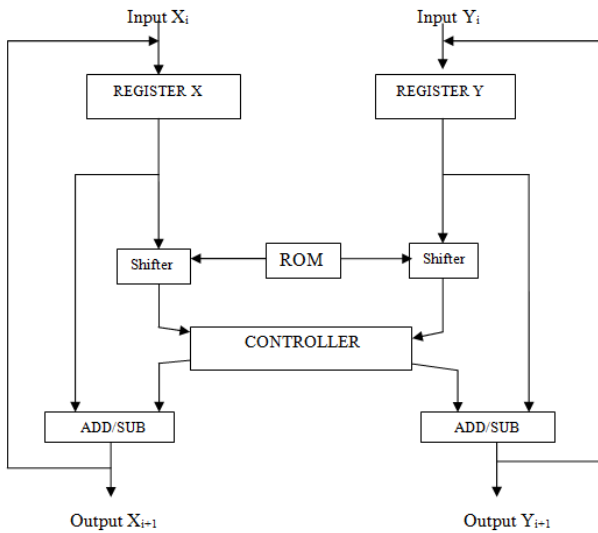 Input Xi
Input Yi
REGISTER X
REGISTER Y
Shifter
ROM
Shifter
CONTROLLER
ADD/SUB
ADD/SUB
Output Xi+1
Output Yi+1